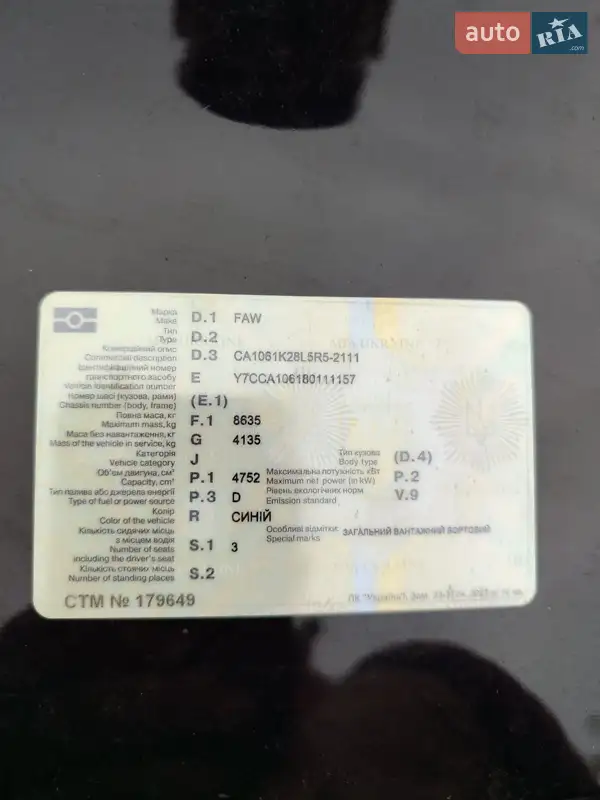 auto RIA .com
Марка
Make D.1 FAW
Тип
Type D.2
Комерційний опис
Commercial description D.3 CA1061K28L5R5-2111
Ідентифікаційний номер
транспортного засобу E Y7CCA106180111157
Vehicle identification number
Номер шасі (кузова, рами)
Chassis number (body, frame) (E.1)
Повна маса, кг
Maximum mass, kg F.1 8635
Маса без навантаження, кг
Mass of the vehicle in service, kg G 4135
Категорія
Vehicle category J
Тип кузова
Body type (D.4)
Об'єм двигуна, см³
Capacity, cm³ P.1 4752
Максимальна потужність кВт
Maximum net power (in kW) P.2
Тип палива або джерела енергії
Type of fuel or power source P.3 D
Рівень екологічних норм
Emission standard V.9
Колір
Color of the vehicle R СИНІЙ
Особливі відмітки
Special marks ЗАГАЛЬНИЙ ВАНТАЖНИЙ БОРТОВИЙ
Кількість сидячих місць
з місцем водія
Number of seats S.1 3
including the driver's seat
Кількість стоячих місць
Number of standing places S.2
СТМ № 179649